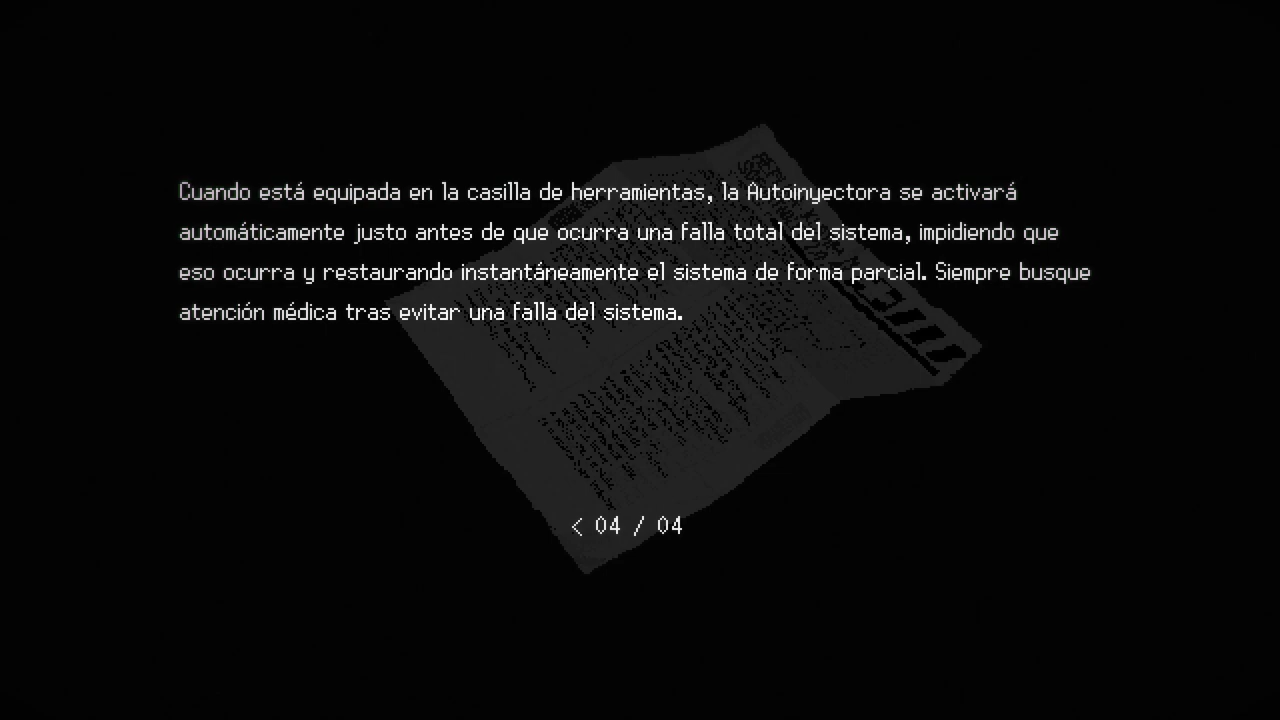 Cuando está equipada en la casilla de herramientas, la Autoinyectora se activará
automáticamente justo antes de que ocurra una falla total del sistema, impidiendo que
eso ocurra y restaurando instantáneamente el sistema de forma parcial. Siempre busque
atención médica tras evitar una falla del sistema.
< 04 / 04